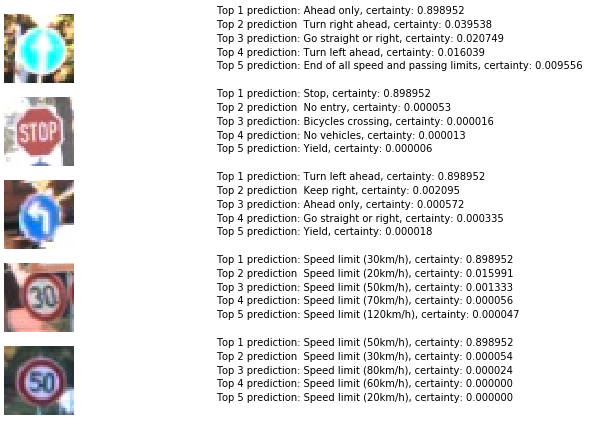 Top 1 prediction: Ahead only, certainty: 0.898952
Top 2 prediction  Turn right ahead, certainty: 0.039538
Top 3 prediction: Go straight or right, certainty: 0.020749
Top 4 prediction: Turn left ahead, certainty: 0.016039
Top 5 prediction: End of all speed and passing limits, certainty: 0.009556
STOP
Top 1 prediction: Stop, certainty: 0.898952
Top 2 prediction  No entry, certainty: 0.000053
Top 3 prediction: Bicycles crossing, certainty: 0.000016
Top 4 prediction: No vehicles, certainty: 0.000013
Top 5 prediction: Yield, certainty: 0.000006
Top 1 prediction: Turn left ahead, certainty: 0.898952
Top 2 prediction  Keep right, certainty: 0.002095
Top 3 prediction: Ahead only, certainty: 0.000572
Top 4 prediction: Go straight or right, certainty: 0.000335
Top 5 prediction: Yield, certainty: 0.000018
30
Top 1 prediction: Speed limit (30km/h), certainty: 0.898952
Top 2 prediction  Speed limit (20km/h), certainty: 0.015991
Top 3 prediction: Speed limit (50km/h), certainty: 0.001333
Top 4 prediction: Speed limit (70km/h), certainty: 0.000056
Top 5 prediction: Speed limit (120km/h), certainty: 0.000047
50
Top 1 prediction: Speed limit (50km/h), certainty: 0.898952
Top 2 prediction  Speed limit (30km/h), certainty: 0.000054
Top 3 prediction: Speed limit (80km/h), certainty: 0.000024
Top 4 prediction: Speed limit (60km/h), certainty: 0.000000
Top 5 prediction: Speed limit (20km/h), certainty: 0.000000